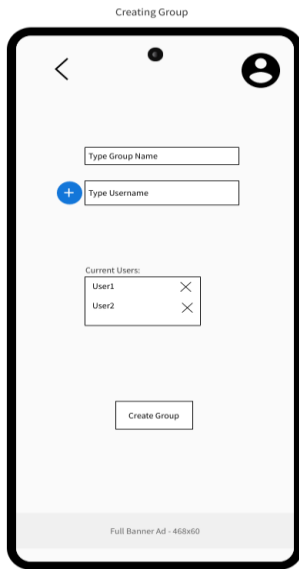 Creating Group
Type Group Name
Type Username
Current Users:
User1
User2
Create Group
Full Banner Ad - 468x60